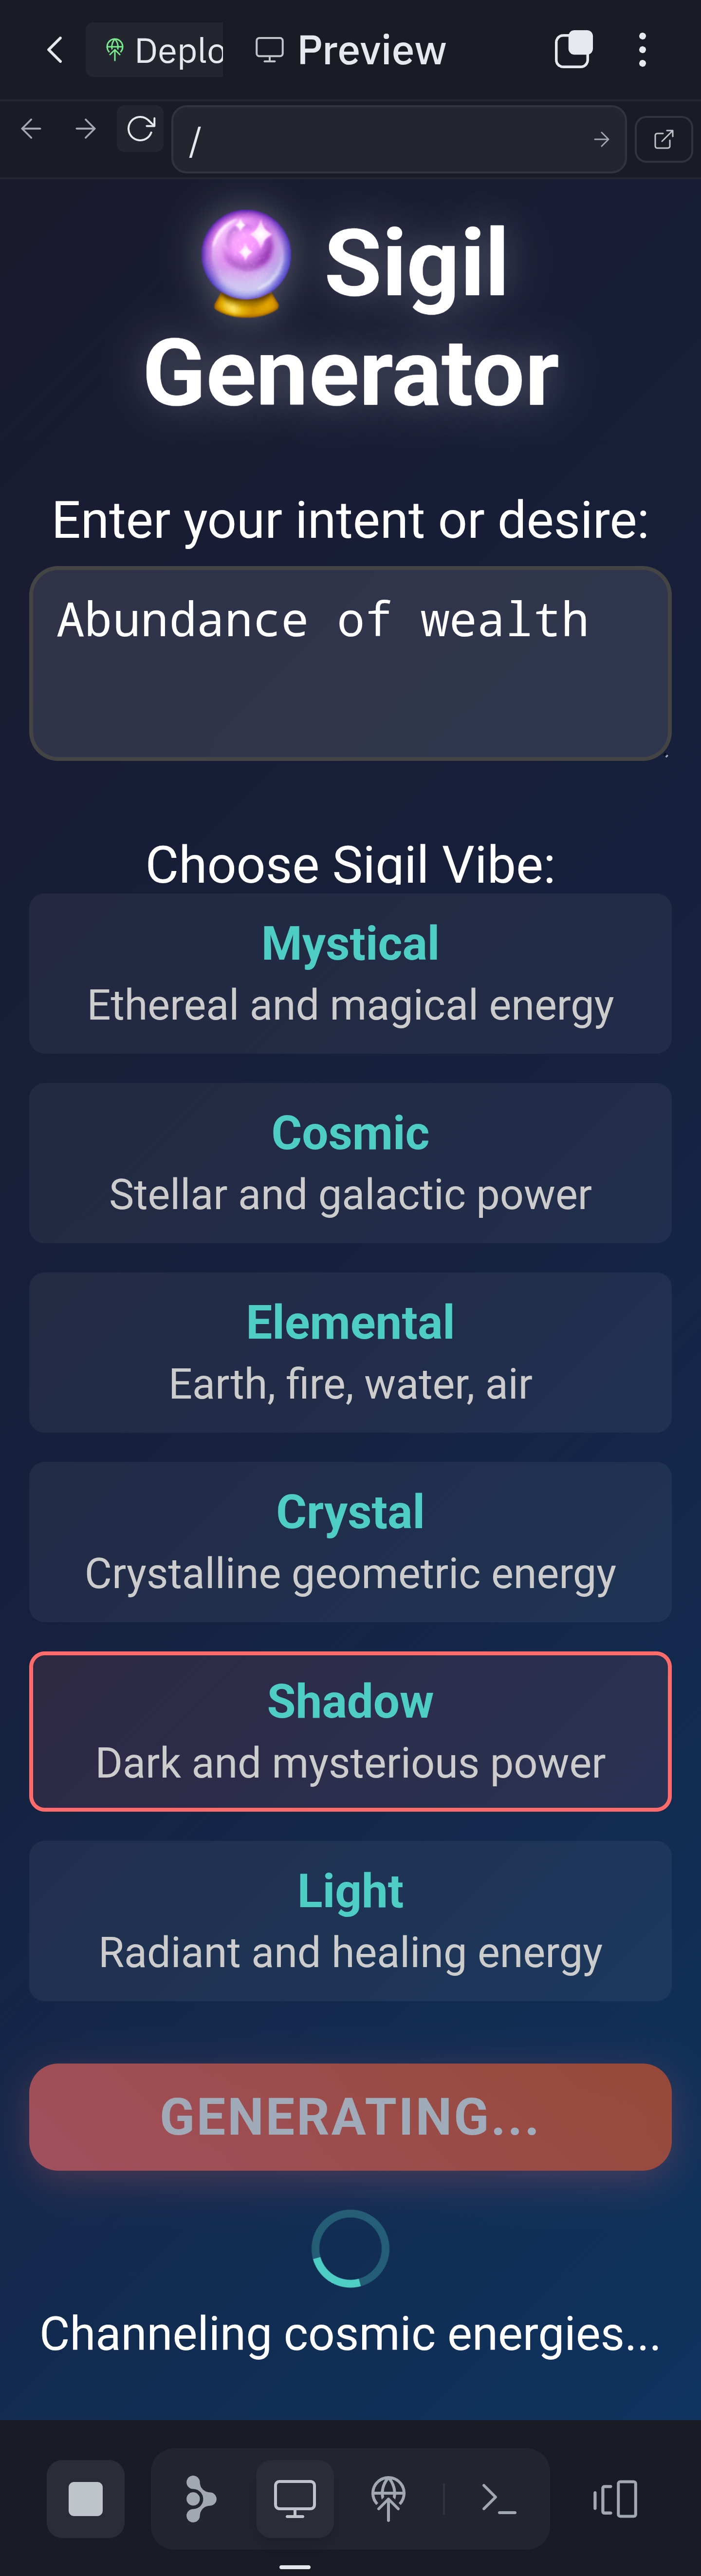 Deplo
Preview
/
Sigil
Generator
Enter your intent or desire:
Abundance of wealth
Choose Sigil Vibe:
Mystical
Ethereal and magical energy
Cosmic
Stellar and galactic power
Elemental
Earth, fire, water, air
Crystal
Crystalline geometric energy
Shadow
Dark and mysterious power
Light
Radiant and healing energy
GENERATING...
Channeling cosmic energies...